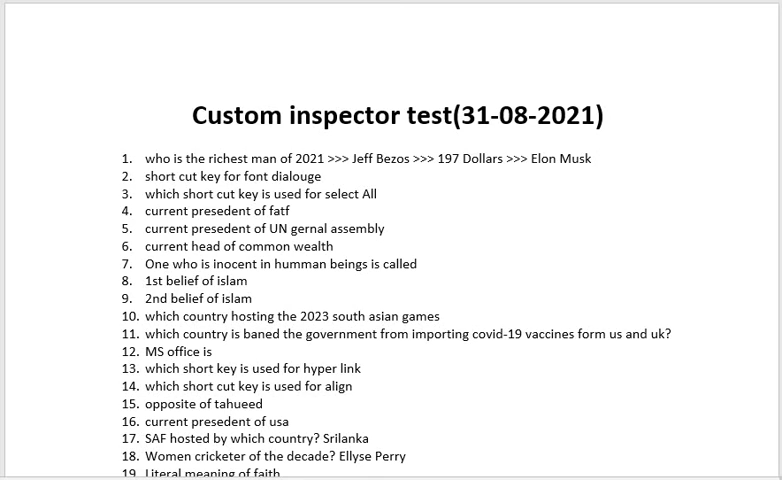 Custom inspector test(31-08-2021)
1. who is the richest man of 2021 >>> Jeff Bezos >>> 197 Dollars >>> Elon Musk
2. short cut key for font dialouge
3. which short cut key is used for select All
4. current presedent of fatf
5. current presedent of UN gernal assembly
6. current head of common wealth
7. One who is inocent in humman beings is called
8. 1st belief of islam
9. 2nd belief of islam
10. which country hosting the 2023 south asian games
11. which country is baned the government from importing covid-19 vaccines form us and uk?
12. MS office is
13. which short key is used for hyper link
14. which short cut key is used for align
15. opposite of tahueed
16. current presedent of usa
17. SAF hosted by which country? Srilanka
18. Women cricketer of the decade? Ellyse Perry
19. Literal meaning of faith